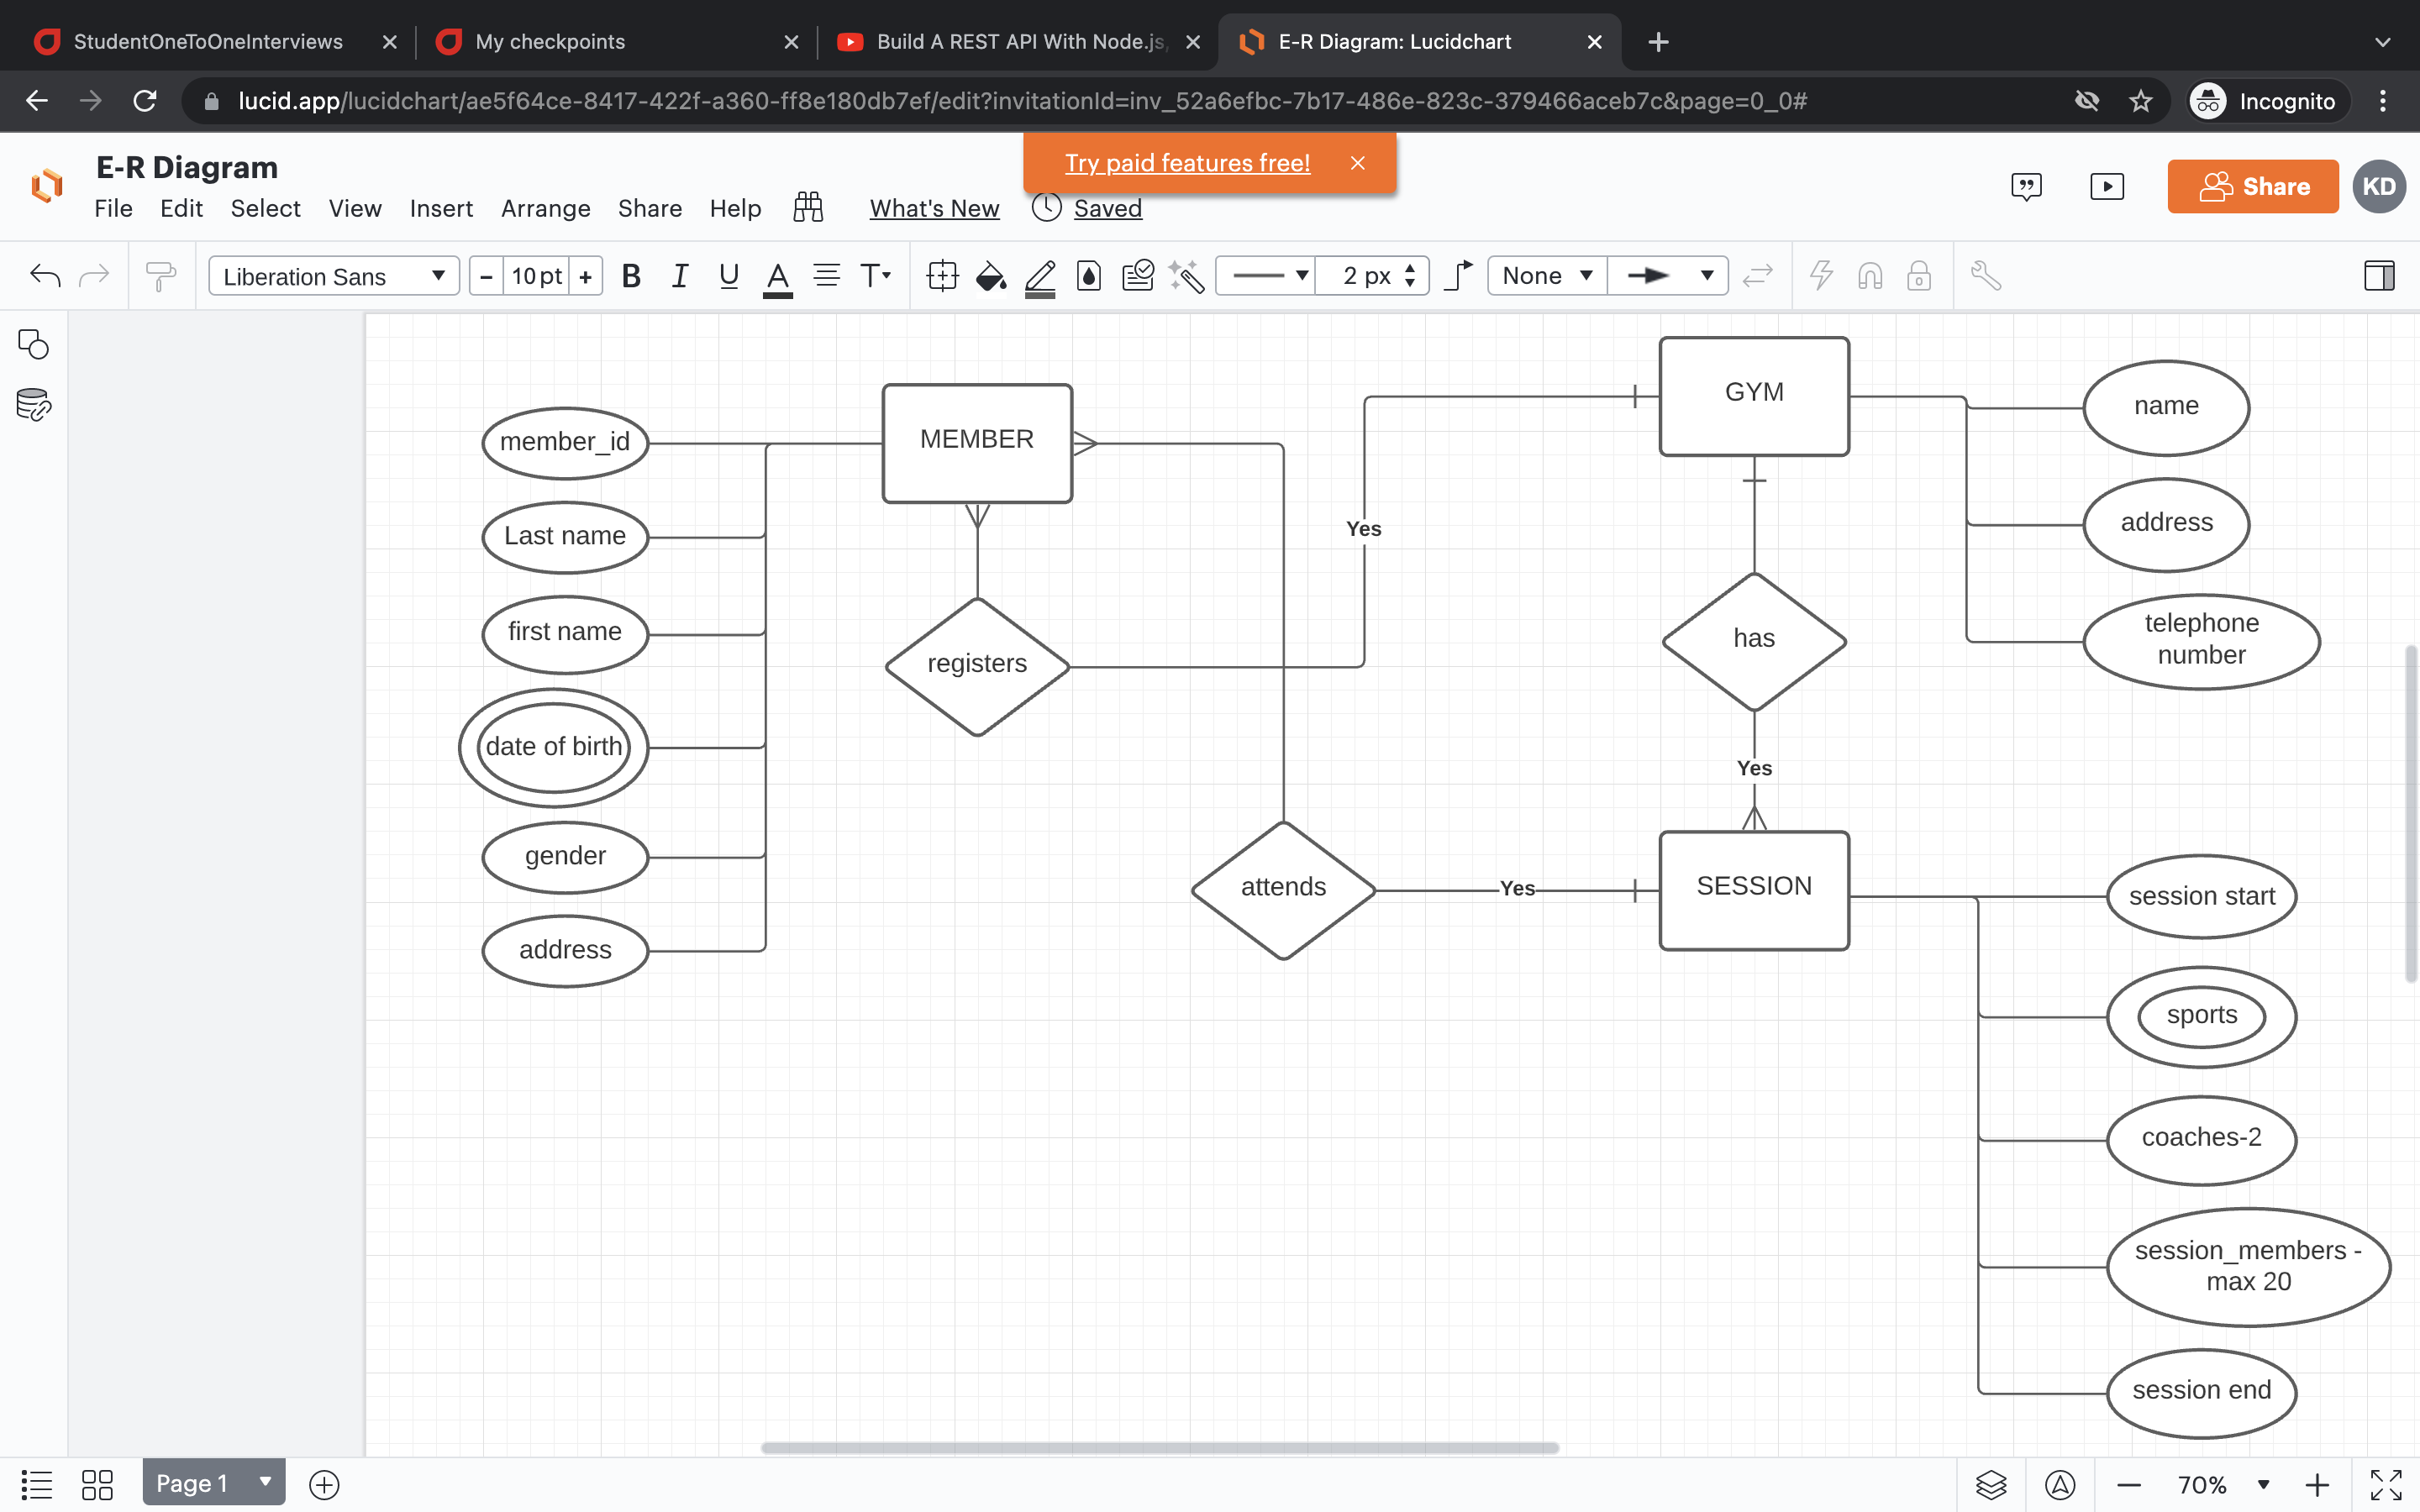 StudentOneToOneInterviews
My checkpoints
Build A REST API With Node.js,
E-R Diagram: Lucidchart
lucid.app/lucidchart/ae5f64ce-8417-422f-a360-ff8e180db7ef/edit?invitationId=inv_52a6efbc-7b17-486e-823c-379466aceb7c&page=0_0#
Incognito
Try paid features free!
E-R Diagram
File Edit Select View Insert Arrange Share Help What's New Saved
Share
KD
Liberation Sans
- 10 pt +
B I U A T
2 px
None
MEMBER
member_id
Last name
first name
date of birth
gender
address
registers
Yes
attends
Yes
GYM
name
address
telephone
number
has
Yes
SESSION
session start
sports
coaches-2
session_members -
max 20
session end
Page 1
70%